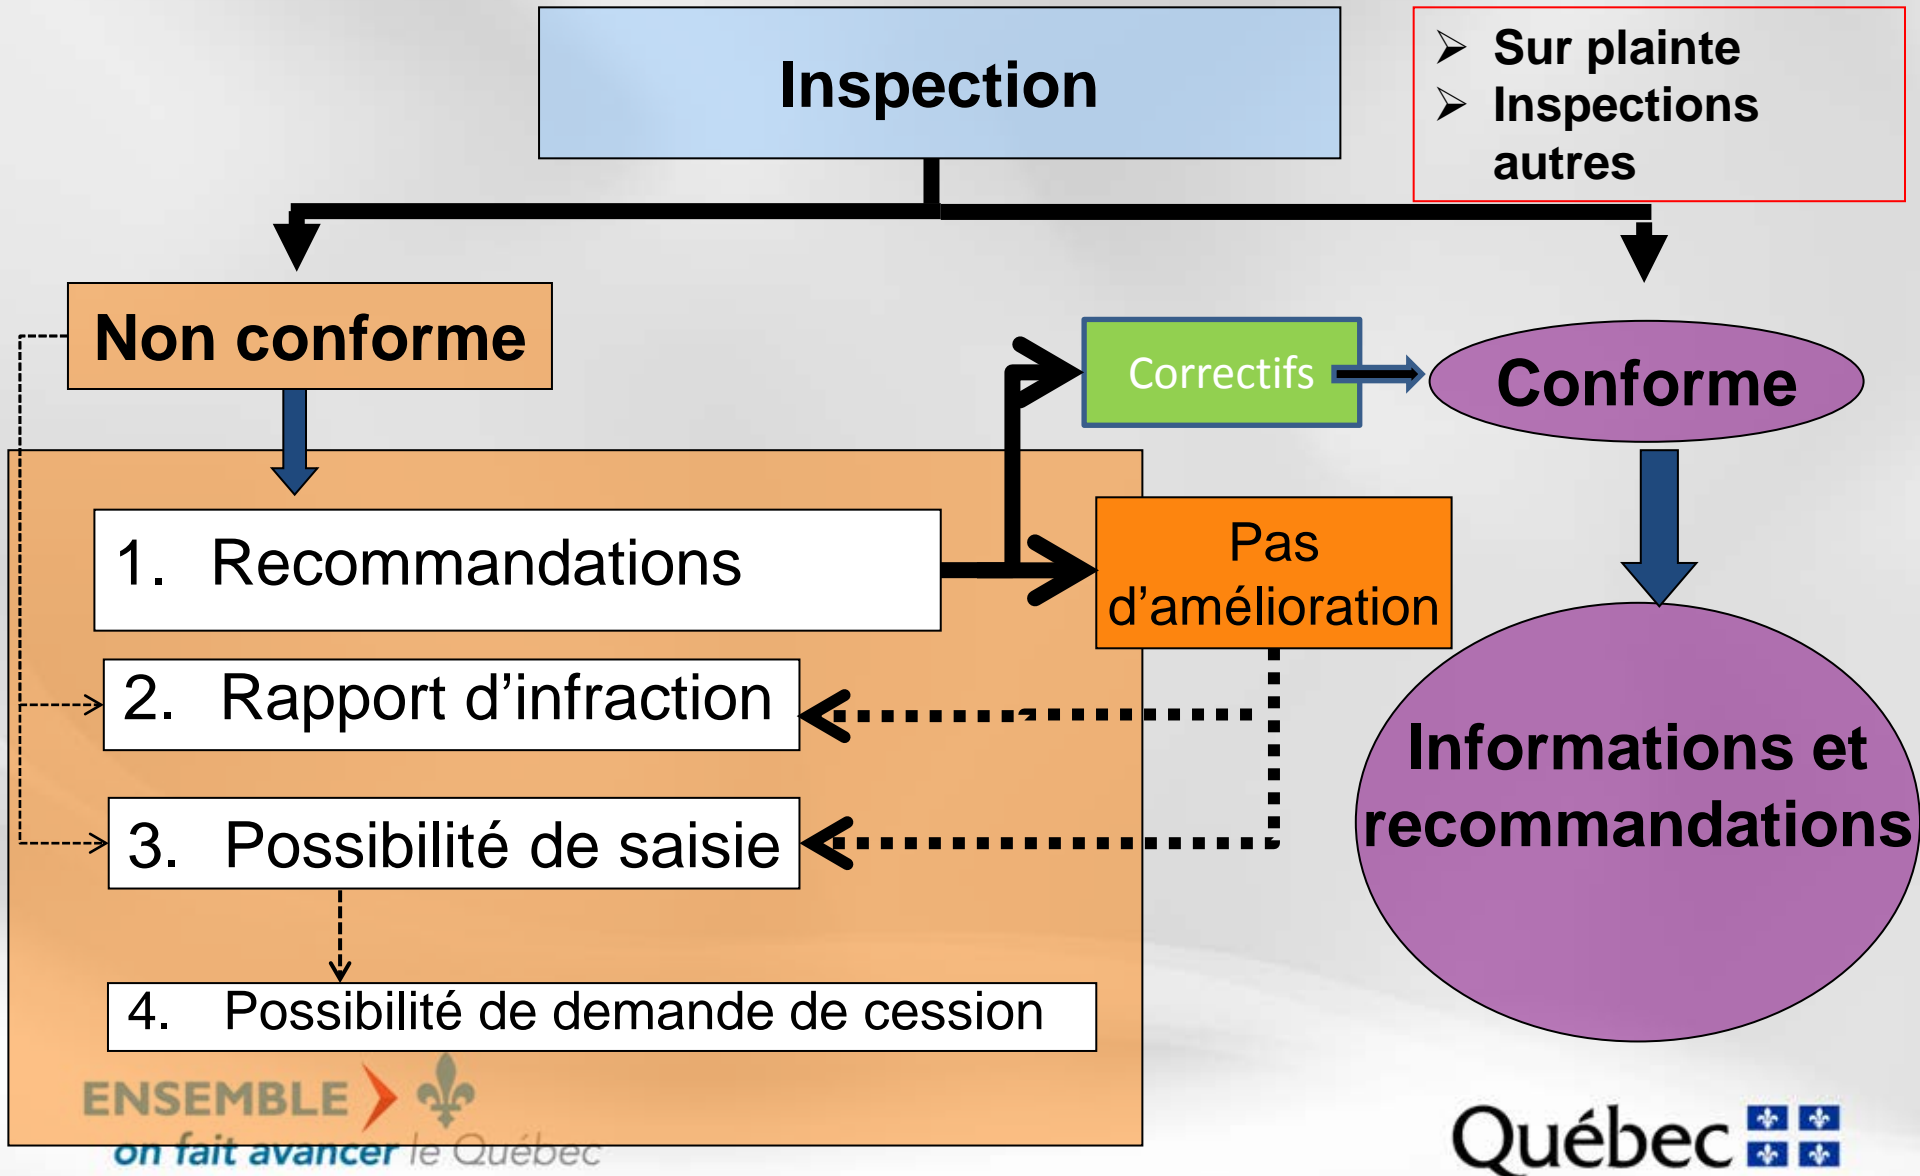 Inspection
➢ Sur plainte
➢ Inspections
autres
Non conforme
Correctifs
Conforme
1. Recommandations
Pas
d’amélioration
2. Rapport d’infraction
3. Possibilité de saisie
4. Possibilité de demande de cession
Informations et
recommandations
ENSEMBLE
on fait avancer le Québec
Québec